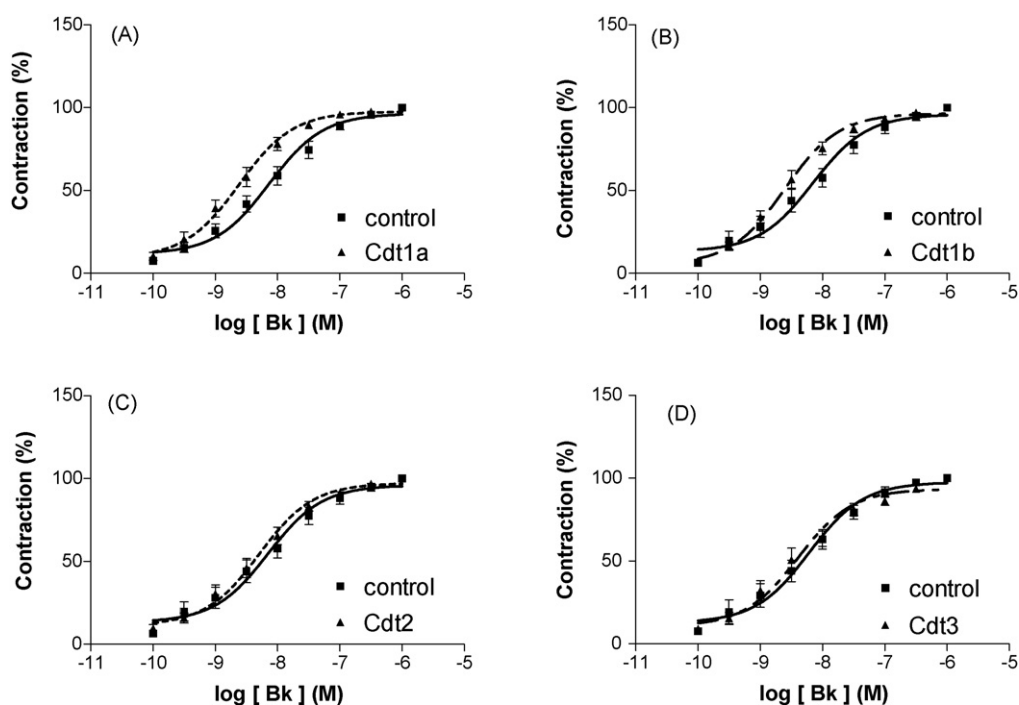 (A)
Contraction (%)
150
100
50
0
control
Cdt1a
-11 -10 -9 -8 -7 -6 -5
log [ Bk ] (M)
(B)
Contraction (%)
150
100
50
0
control
Cdt1b
-11 -10 -9 -8 -7 -6 -5
log [ Bk ] (M)
(C)
Contraction (%)
150
100
50
0
control
Cdt2
-11 -10 -9 -8 -7 -6 -5
log [ Bk ] (M)
(D)
Contraction (%)
150
100
50
0
control
Cdt3
-11 -10 -9 -8 -7 -6 -5
log [ Bk ] (M)